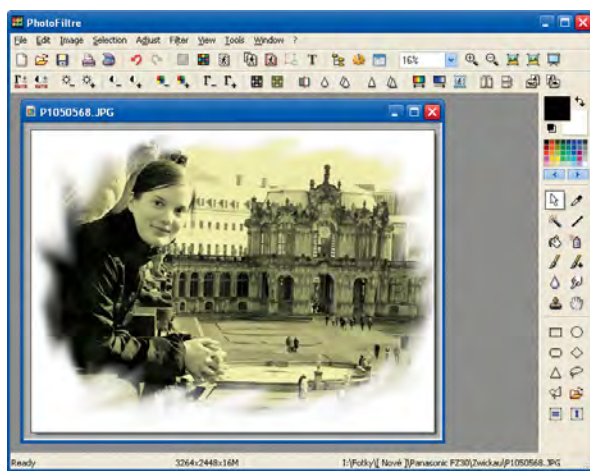 PhotoFiltre
File Edit Image Selection Adjust Filter View Tools Window ?
T 16%
P1050568.JPG
Ready 3264x2448x16M I:\Fotky\[ Nové ]\Panasonic FZ30\Zwickau\P1050568.JPG